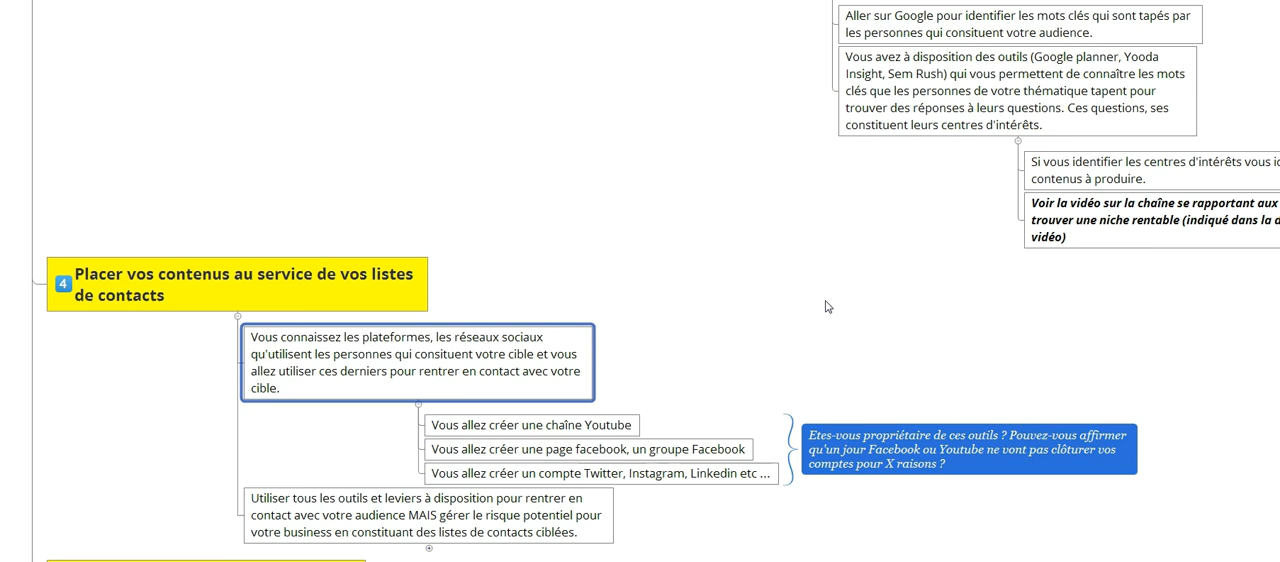 Aller sur Google pour identifier les mots clés qui sont tapés par
les personnes qui consituent votre audience.
Vous avez à disposition des outils (Google planner, Yooda
Insight, Sem Rush) qui vous permettent de connaître les mots
clés que les personnes de votre thématique tapent pour
trouver des réponses à leurs questions. Ces questions, ses
constituent leurs centres d'intérêts.
Si vous identifier les centres d'intérêts vous
contenus à produire.
Voir la vidéo sur la chaîne se rapportant aux
trouver une niche rentable (indiqué dans la
vidéo)
4
Placer vos contenus au service de vos listes
de contacts
Vous connaissez les plateformes, les réseaux sociaux
qu'utilisent les personnes qui consituent votre cible et vous
allez utiliser ces derniers pour rentrer en contact avec votre
cible.
Vous allez créer une chaîne Youtube
Vous allez créer une page facebook, un groupe Facebook
Vous allez créer un compte Twitter, Instagram, Linkedin etc ...
Etes-vous propriétaire de ces outils ? Pouvez-vous affirmer
qu'un jour Facebook ou Youtube ne vont pas clôturer vos
comptes pour X raisons ?
Utiliser tous les outils et leviers à disposition pour rentrer en
contact avec votre audience MAIS gérer le risque potentiel pour
votre business en constituant des listes de contacts ciblées.